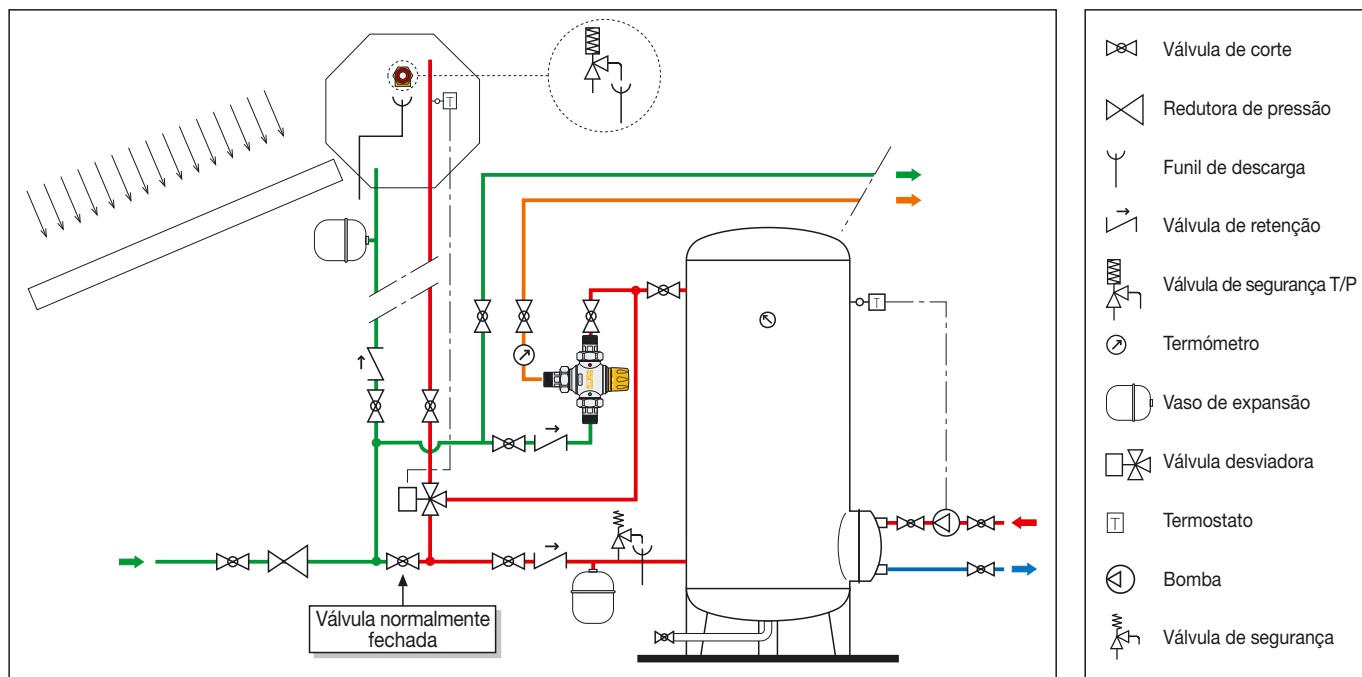 T
T
Válvula normalmente
fechada
Válvula de corte
Redutora de pressão
Funil de descarga
Válvula de retenção
Válvula de segurança T/P
Termómetro
Vaso de expansão
Válvula desviadora
T
Termostato
Bomba
Válvula de segurança